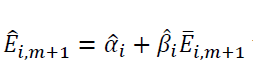 Ê_{i,m+1} = α̂_i + β̂_i Ē_{i,m+1}